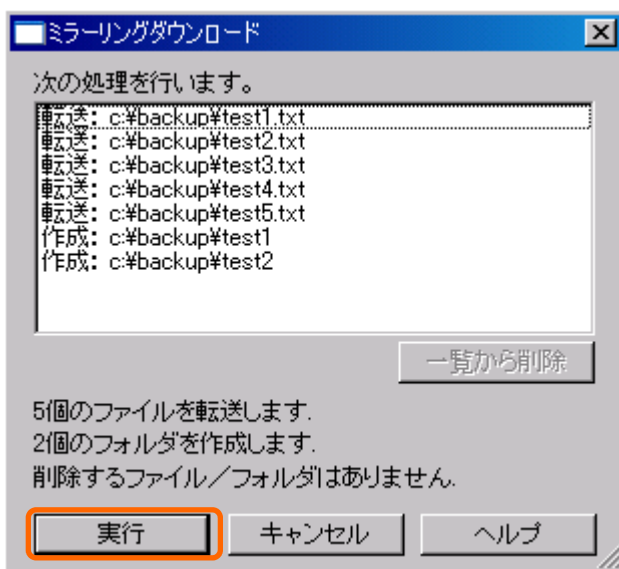 ミラーリングダウンロード
次の処理を行います。
転送: c:¥backup¥test1.txt
転送: c:¥backup¥test2.txt
転送: c:¥backup¥test3.txt
転送: c:¥backup¥test4.txt
転送: c:¥backup¥test5.txt
作成: c:¥backup¥test1
作成: c:¥backup¥test2
一覧から削除
5個のファイルを転送します.
2個のフォルダを作成します.
削除するファイル／フォルダはありません.
実行 キャンセル ヘルプ